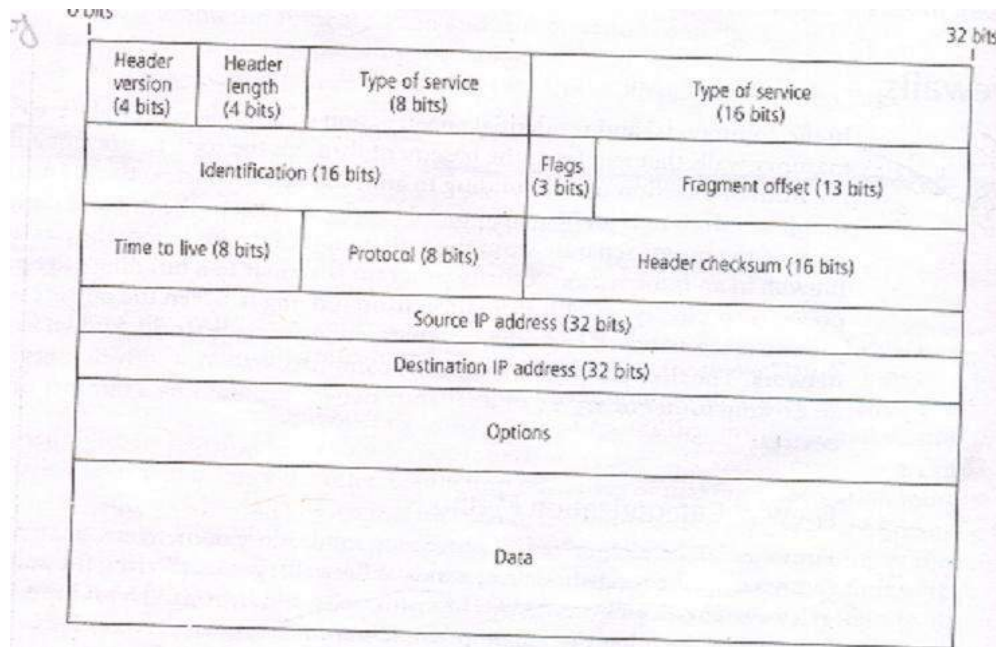 0 bits
32 bits
Header version (4 bits)
Header length (4 bits)
Type of service (8 bits)
Type of service (16 bits)
Identification (16 bits)
Flags (3 bits)
Fragment offset (13 bits)
Time to live (8 bits)
Protocal (8 bits)
Header checksum (16 bits)
Source IP address (32 bits)
Destination IP address (32 bits)
Options
Data